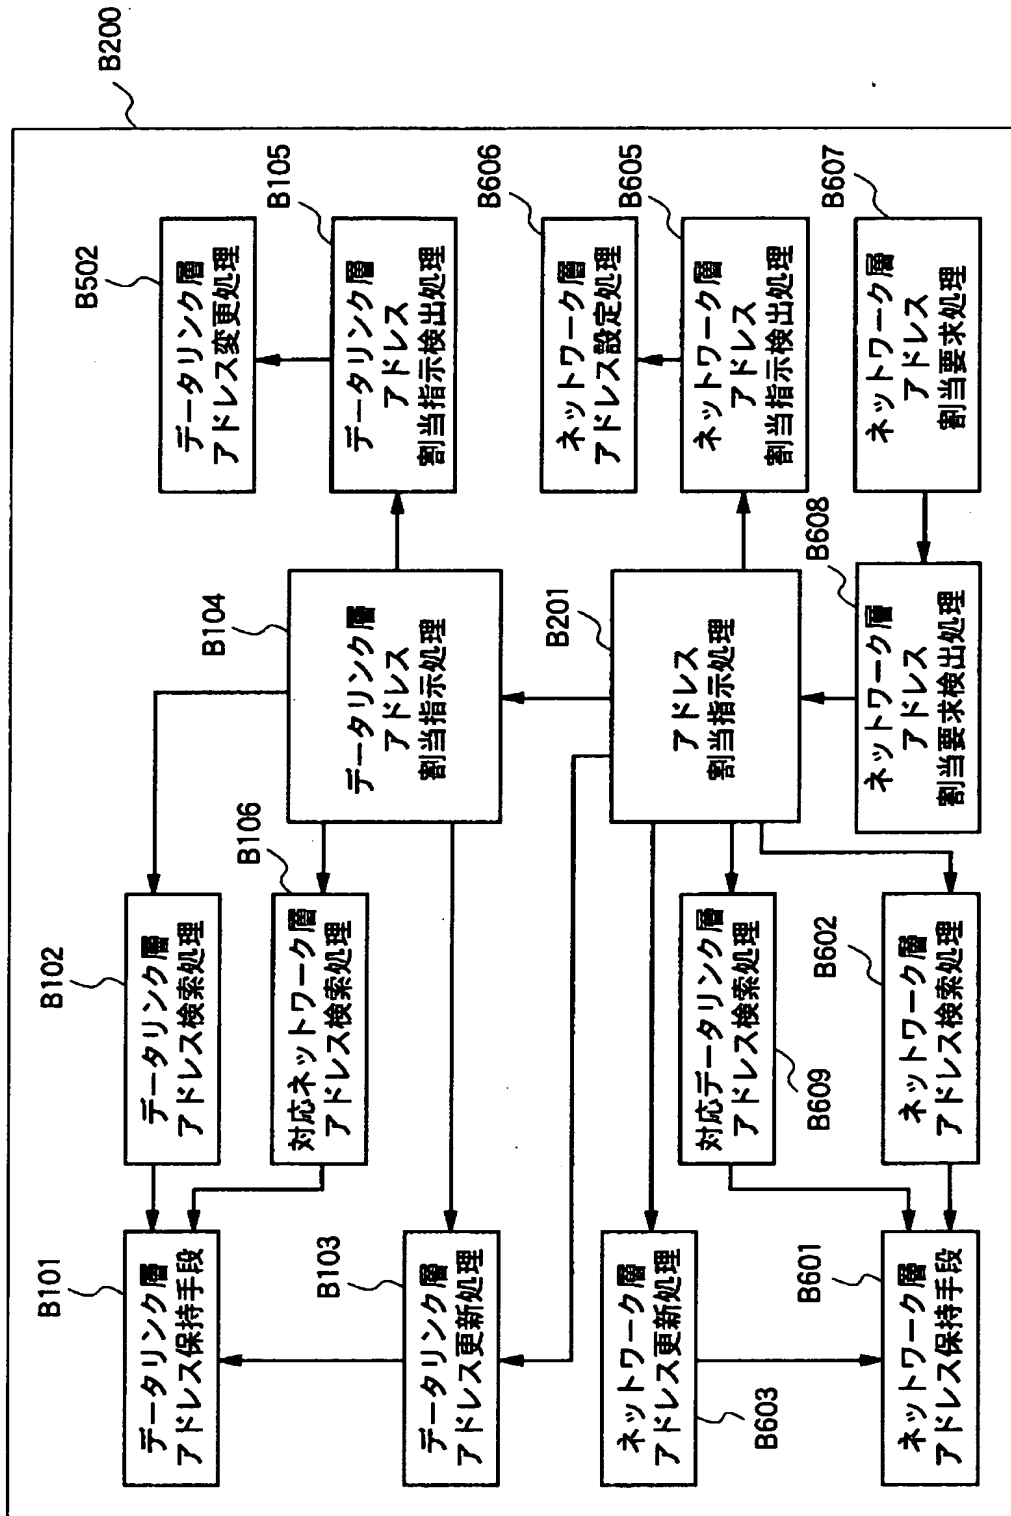 B200
B101
データリンク層
アドレス保持手段
B102
データリンク層
アドレス検索処理
B106
対応ネットワーク層
アドレス検索処理
B103
データリンク層
アドレス更新処理
B104
データリンク層
アドレス
割当指示処理
B502
データリンク層
アドレス変更処理
B105
データリンク層
アドレス
割当指示検出処理
B201
アドレス
割当指示処理
B606
ネットワーク層
アドレス設定処理
B605
ネットワーク層
アドレス
割当指示検出処理
B603
ネットワーク層
アドレス更新処理
B609
対応データリンク層
アドレス検索処理
B601
ネットワーク層
アドレス保持手段
B602
ネットワーク層
アドレス検索処理
B608
ネットワーク層
アドレス
割当要求検出処理
B607
ネットワーク層
アドレス
割当要求処理